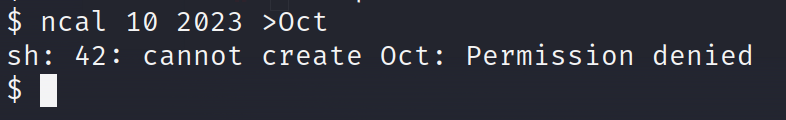 $ ncal 10 2023 >Oct
sh: 42: cannot create Oct: Permission denied
$